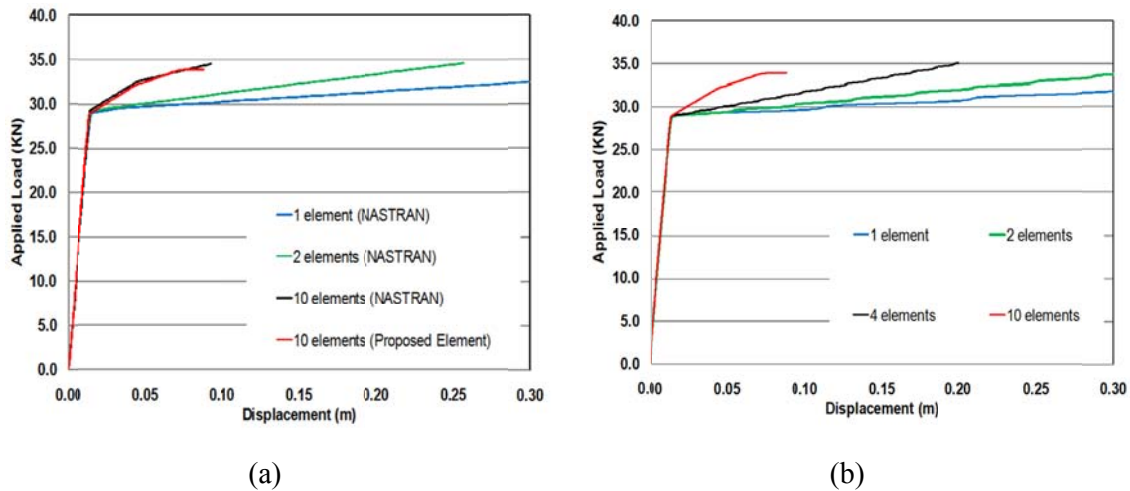 40.0
35.0
30.0
25.0
20.0
15.0
10.0
5.0
0.0
Applied Load (KN)
1 element (NASTRAN)
2 elements (NASTRAN)
10 elements (NASTRAN)
10 elements (Proposed Element)
0.00 0.05 0.10 0.15 0.20 0.25 0.30
Displacement (m)
(a)
40.0
35.0
30.0
25.0
20.0
15.0
10.0
5.0
0.0
Applied Load (KN)
1 element
2 elements
4 elements
10 elements
0.00 0.05 0.10 0.15 0.20 0.25 0.30
Displacement (m)
(b)